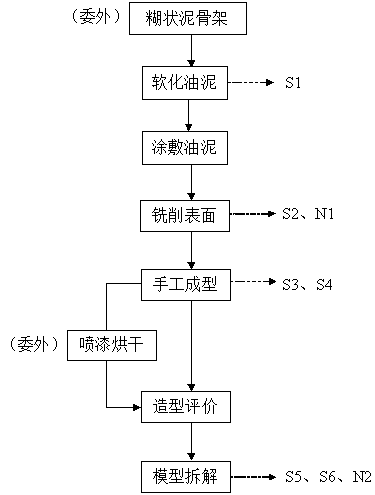 （委外） 糊状泥骨架
软化油泥 S1
涂敷油泥
铣削表面 S2、N1
手工成型 S3、S4
（委外） 喷漆烘干
造型评价
模型拆解 S5、S6、N2